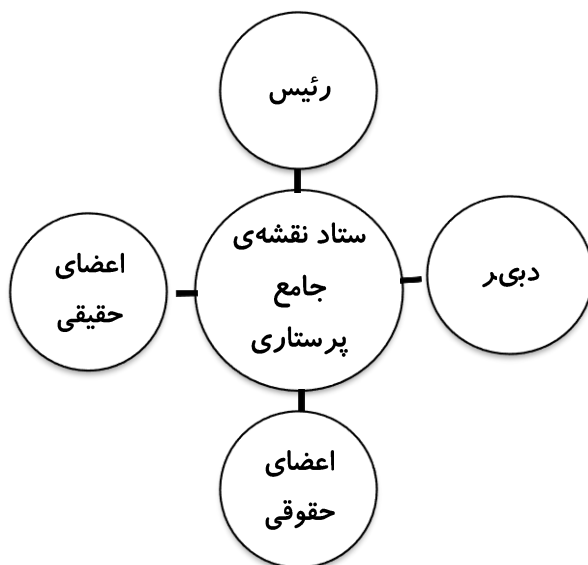 رئیس
ستاد نقشه‌ی
جامع
پرستاری
دبی‌ر
اعضای
حقیقی
اعضای
حقوقی